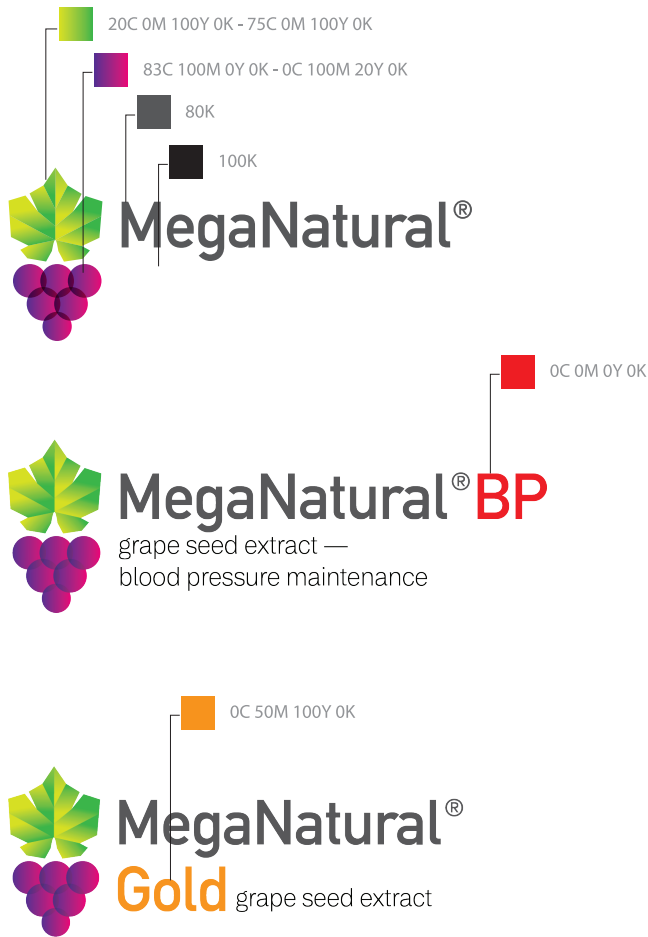 20C 0M 100Y 0K - 75C 0M 100Y 0K
83C 100M 0Y 0K - 0C 100M 20Y 0K
80K
100K
MegaNatural®
0C 0M 0Y 0K
MegaNatural® BP
grape seed extract —
blood pressure maintenance
0C 50M 100Y 0K
MegaNatural®
Gold grape seed extract